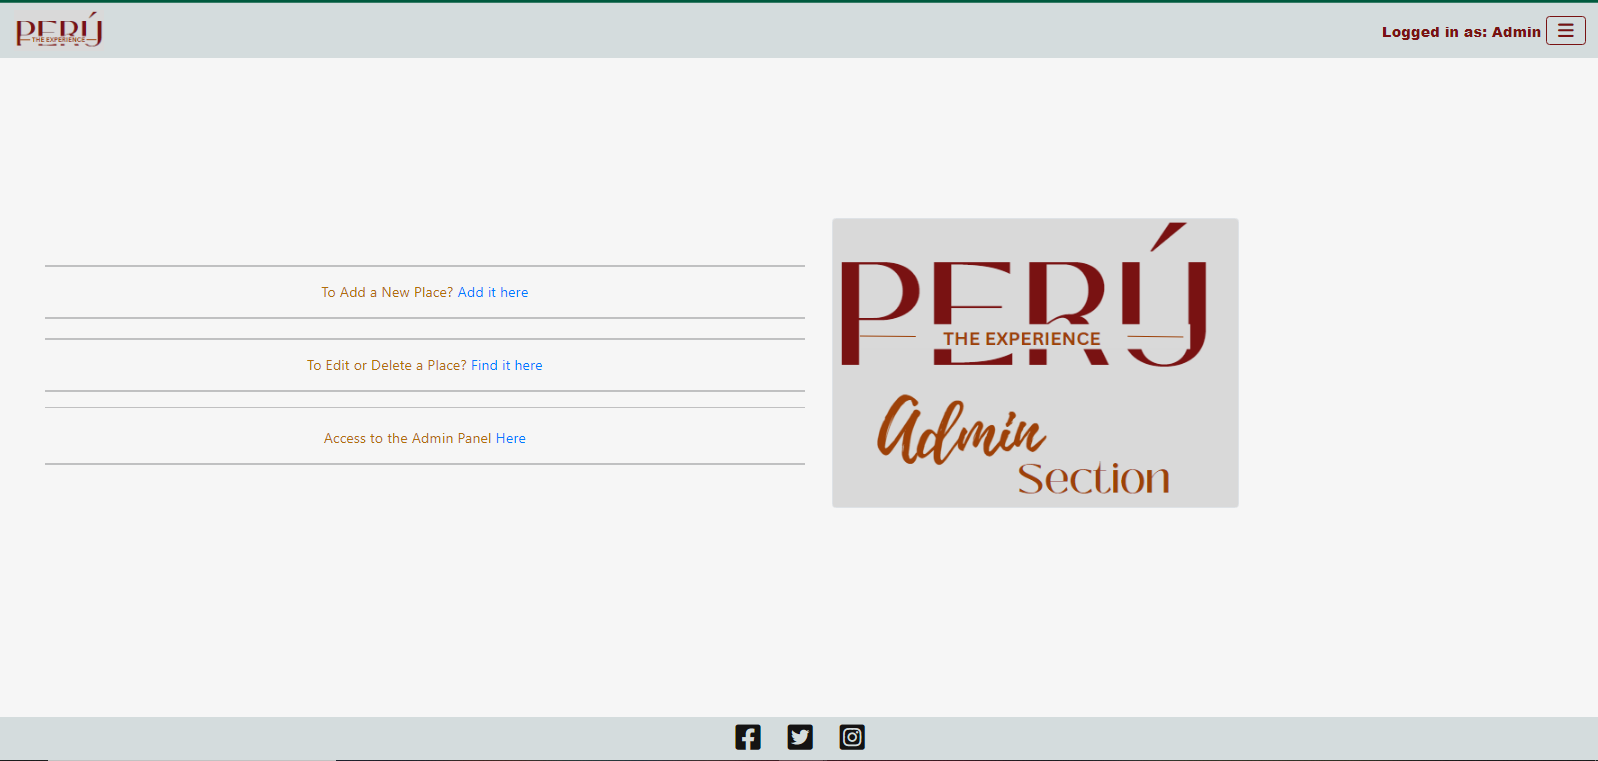 PERÚ
THE EXPERIENCE
Logged in as: Admin
To Add a New Place? Add it here
To Edit or Delete a Place? Find it here
Access to the Admin Panel Here
PERÚ
THE EXPERIENCE
Admin
Section